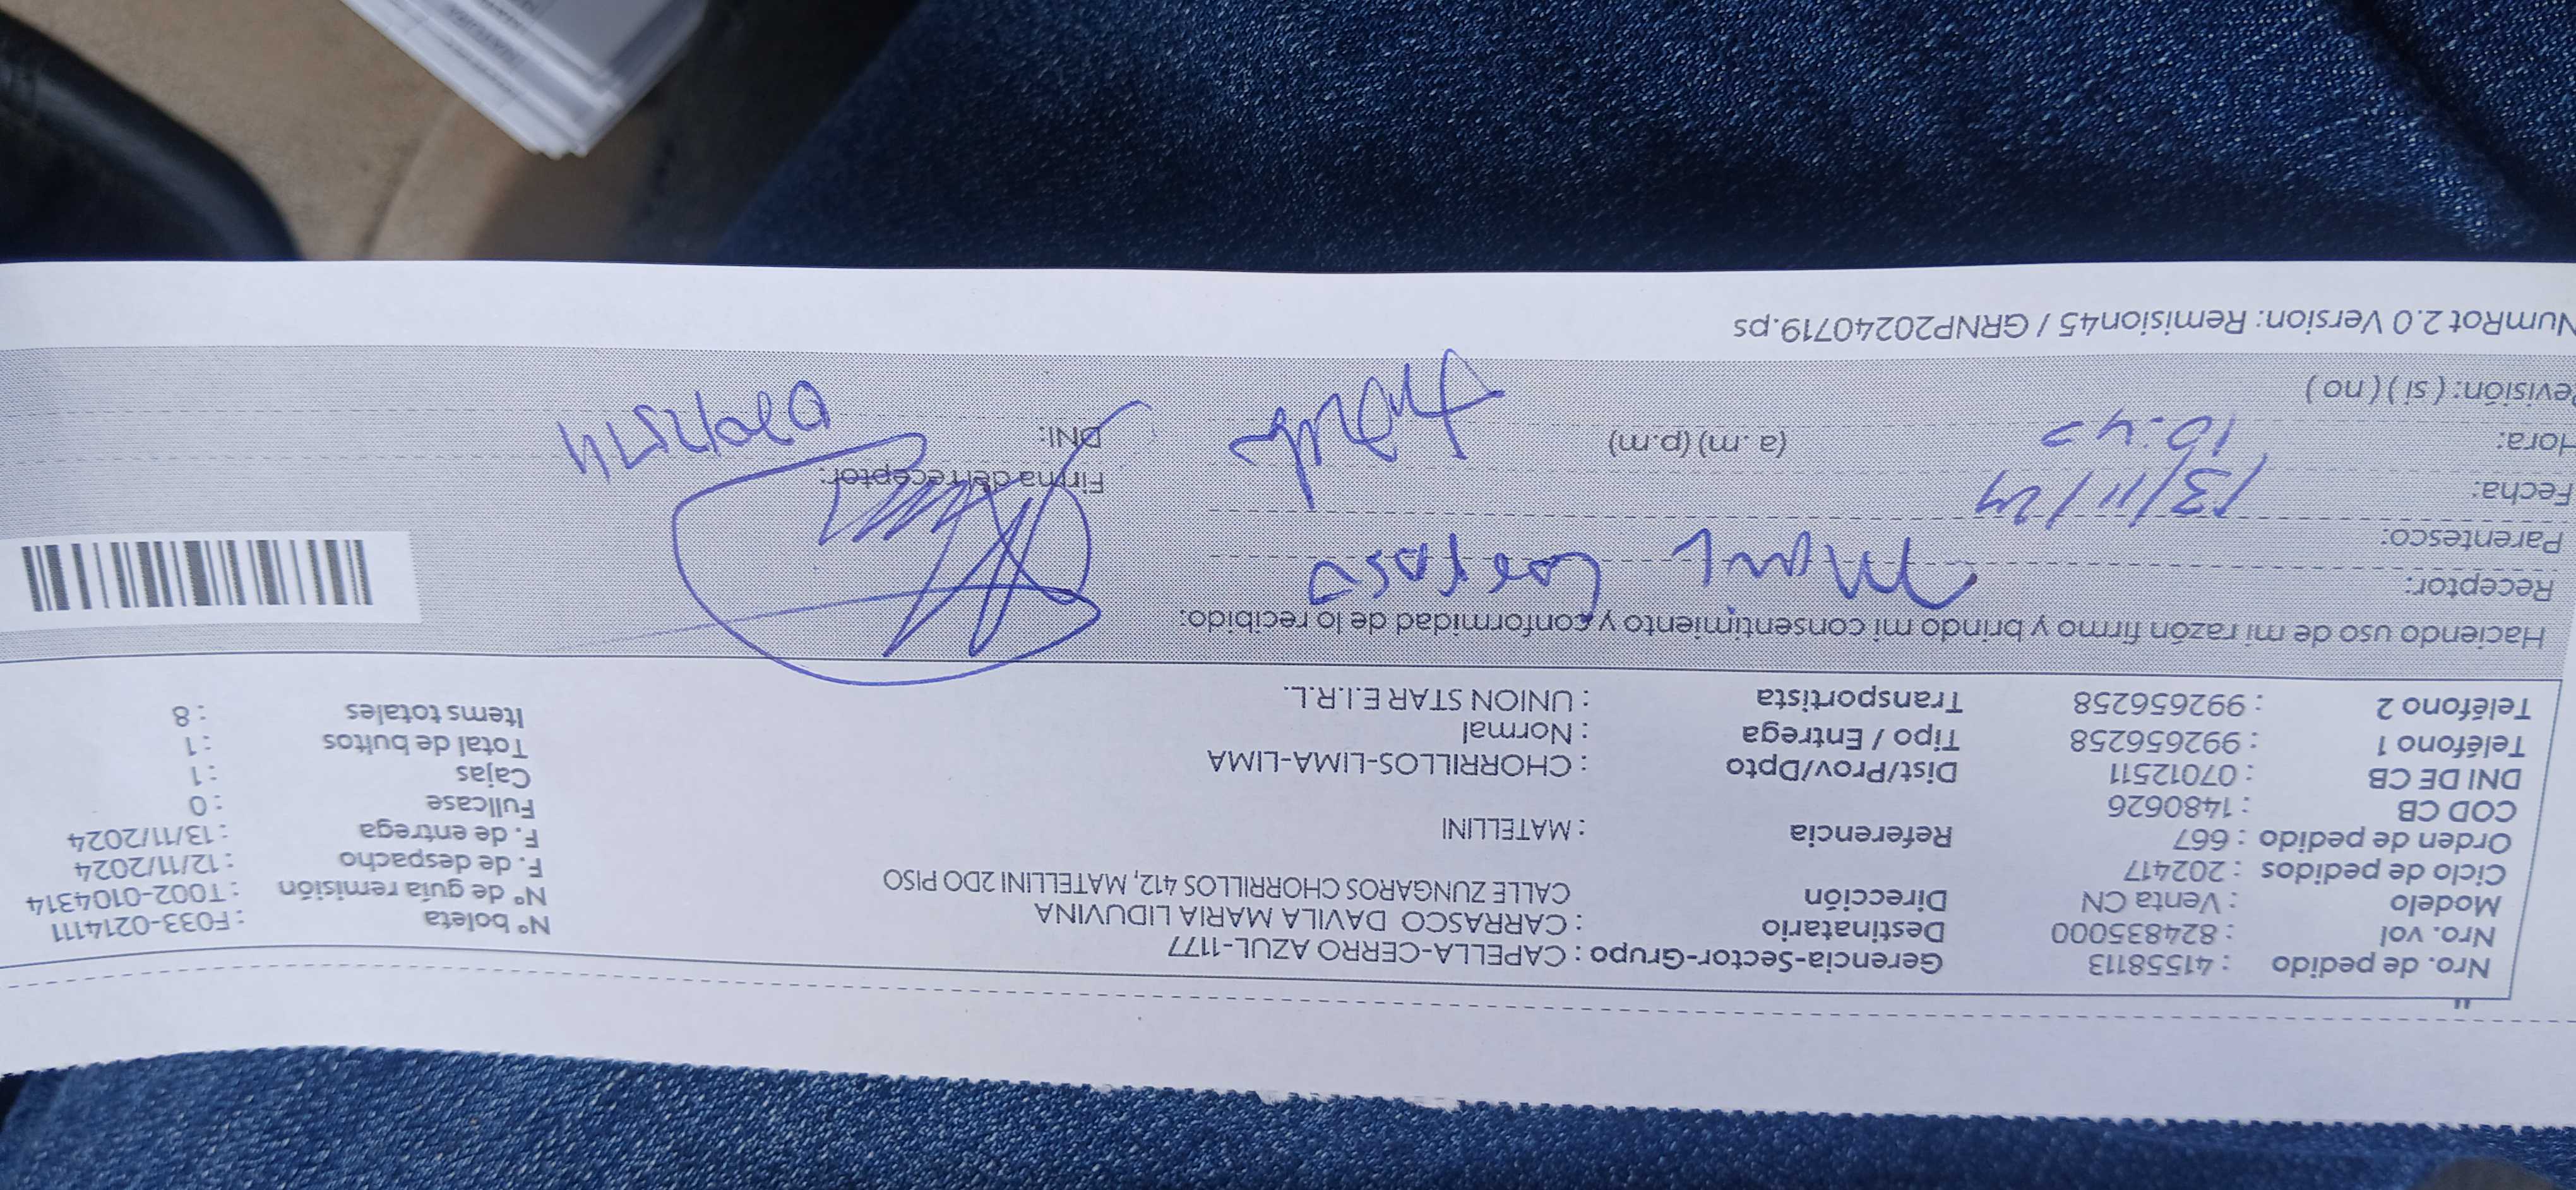 Nro. de pedido : 41558113 Gerencia-Sector-Grupo : CAPELLA-CERRO AZUL-1177 N° boleta : F033-0214111
Nro. vol : 824835000 Destinatario : CARRASCO DAVILA MARIA LIDUVINA N° de guía remisión : T002-0104314
Modelo : Venta CN Dirección CALLE ZUNGAROS CHORRILLOS 412, MATELLINI 2DO PISO F. de despacho : 12/11/2024
Ciclo de pedidos : 202417 F. de entrega : 13/11/2024
Orden de pedido : 667 Referencia : MATELLINI Fullcase : 0
COD CB : 1480626 Cajas : 1
DNI DE CB : 07012511 Dist/Prov/Dpto : CHORRILLOS-LIMA-LIMA Total de bultos : 1
Teléfono 1 : 992656258 Tipo / Entrega : Normal Items totales : 8
Teléfono 2 : 992656258 Transportista : UNION STAR E.I.R.L.
Haciendo uso de mi razón firmo y brindo mi consentimiento y conformidad de lo recibido:
Receptor:
Parentesco:
Fecha: 13/11/24 Firma del receptor:
Hora: (a. m) (p.m) DNI:
Revisión: ( si ) ( no )
NumRot 2.0 Version: Remision45 / GRNP20240719.ps